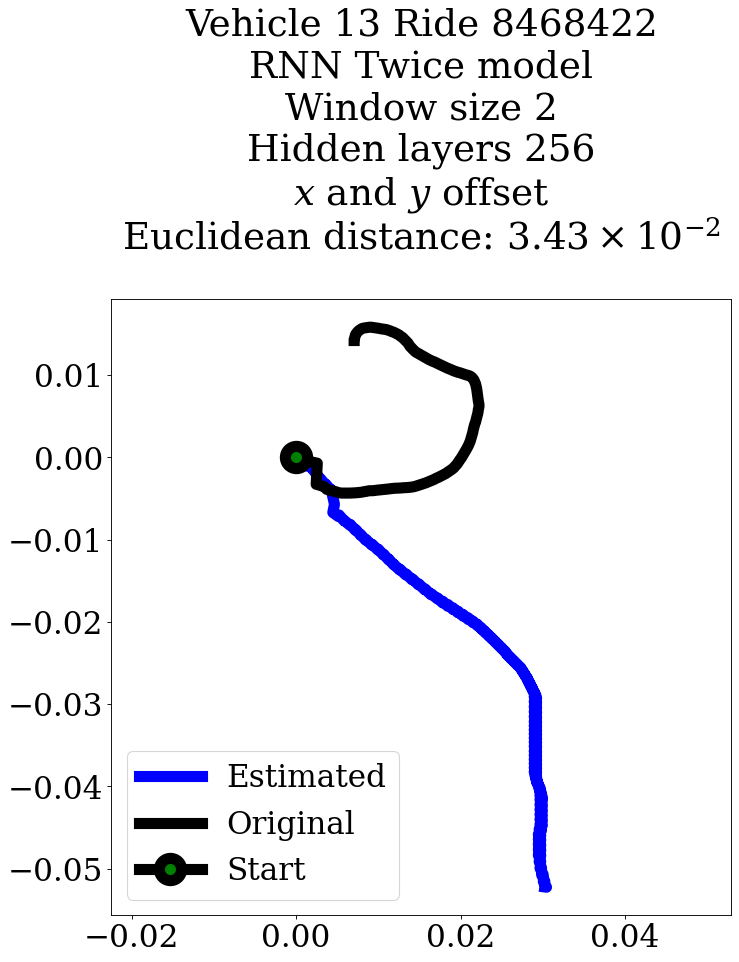 Vehicle 13 Ride 8468422
RNN Twice model
Window size 2
Hidden layers 256
x and y offset
Euclidean distance: 3.43 × 10⁻²
0.01
0.00
−0.01
−0.02
−0.03
−0.04
−0.05
Estimated
Original
Start
−0.02 0.00 0.02 0.04